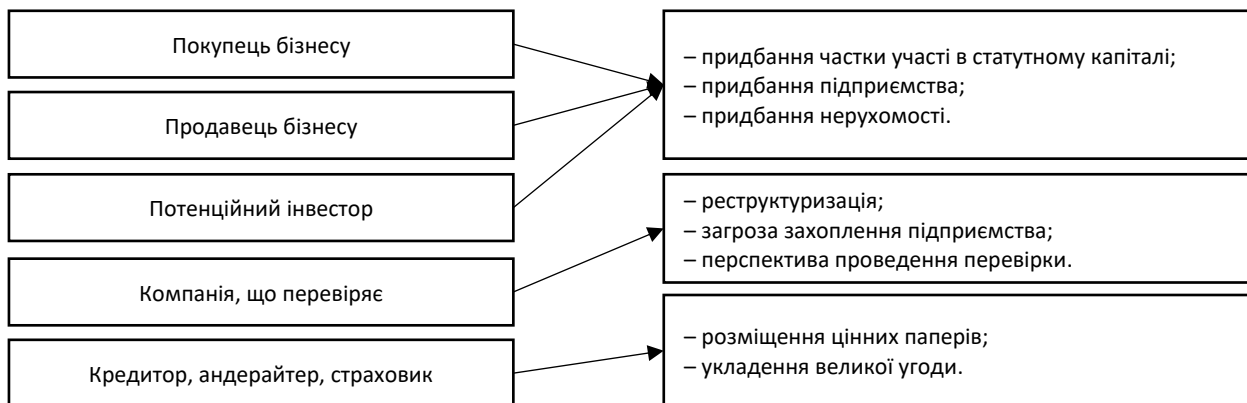 Покупець бізнесу
Продавець бізнесу
Потенційний інвестор
Компанія, що перевіряє
Кредитор, андерайтер, страховик
– придбання частки участі в статутному капіталі;
– придбання підприємства;
– придбання нерухомості.
– реструктуризація;
– загроза захоплення підприємства;
– перспектива проведення перевірки.
– розміщення цінних паперів;
– укладення великої угоди.